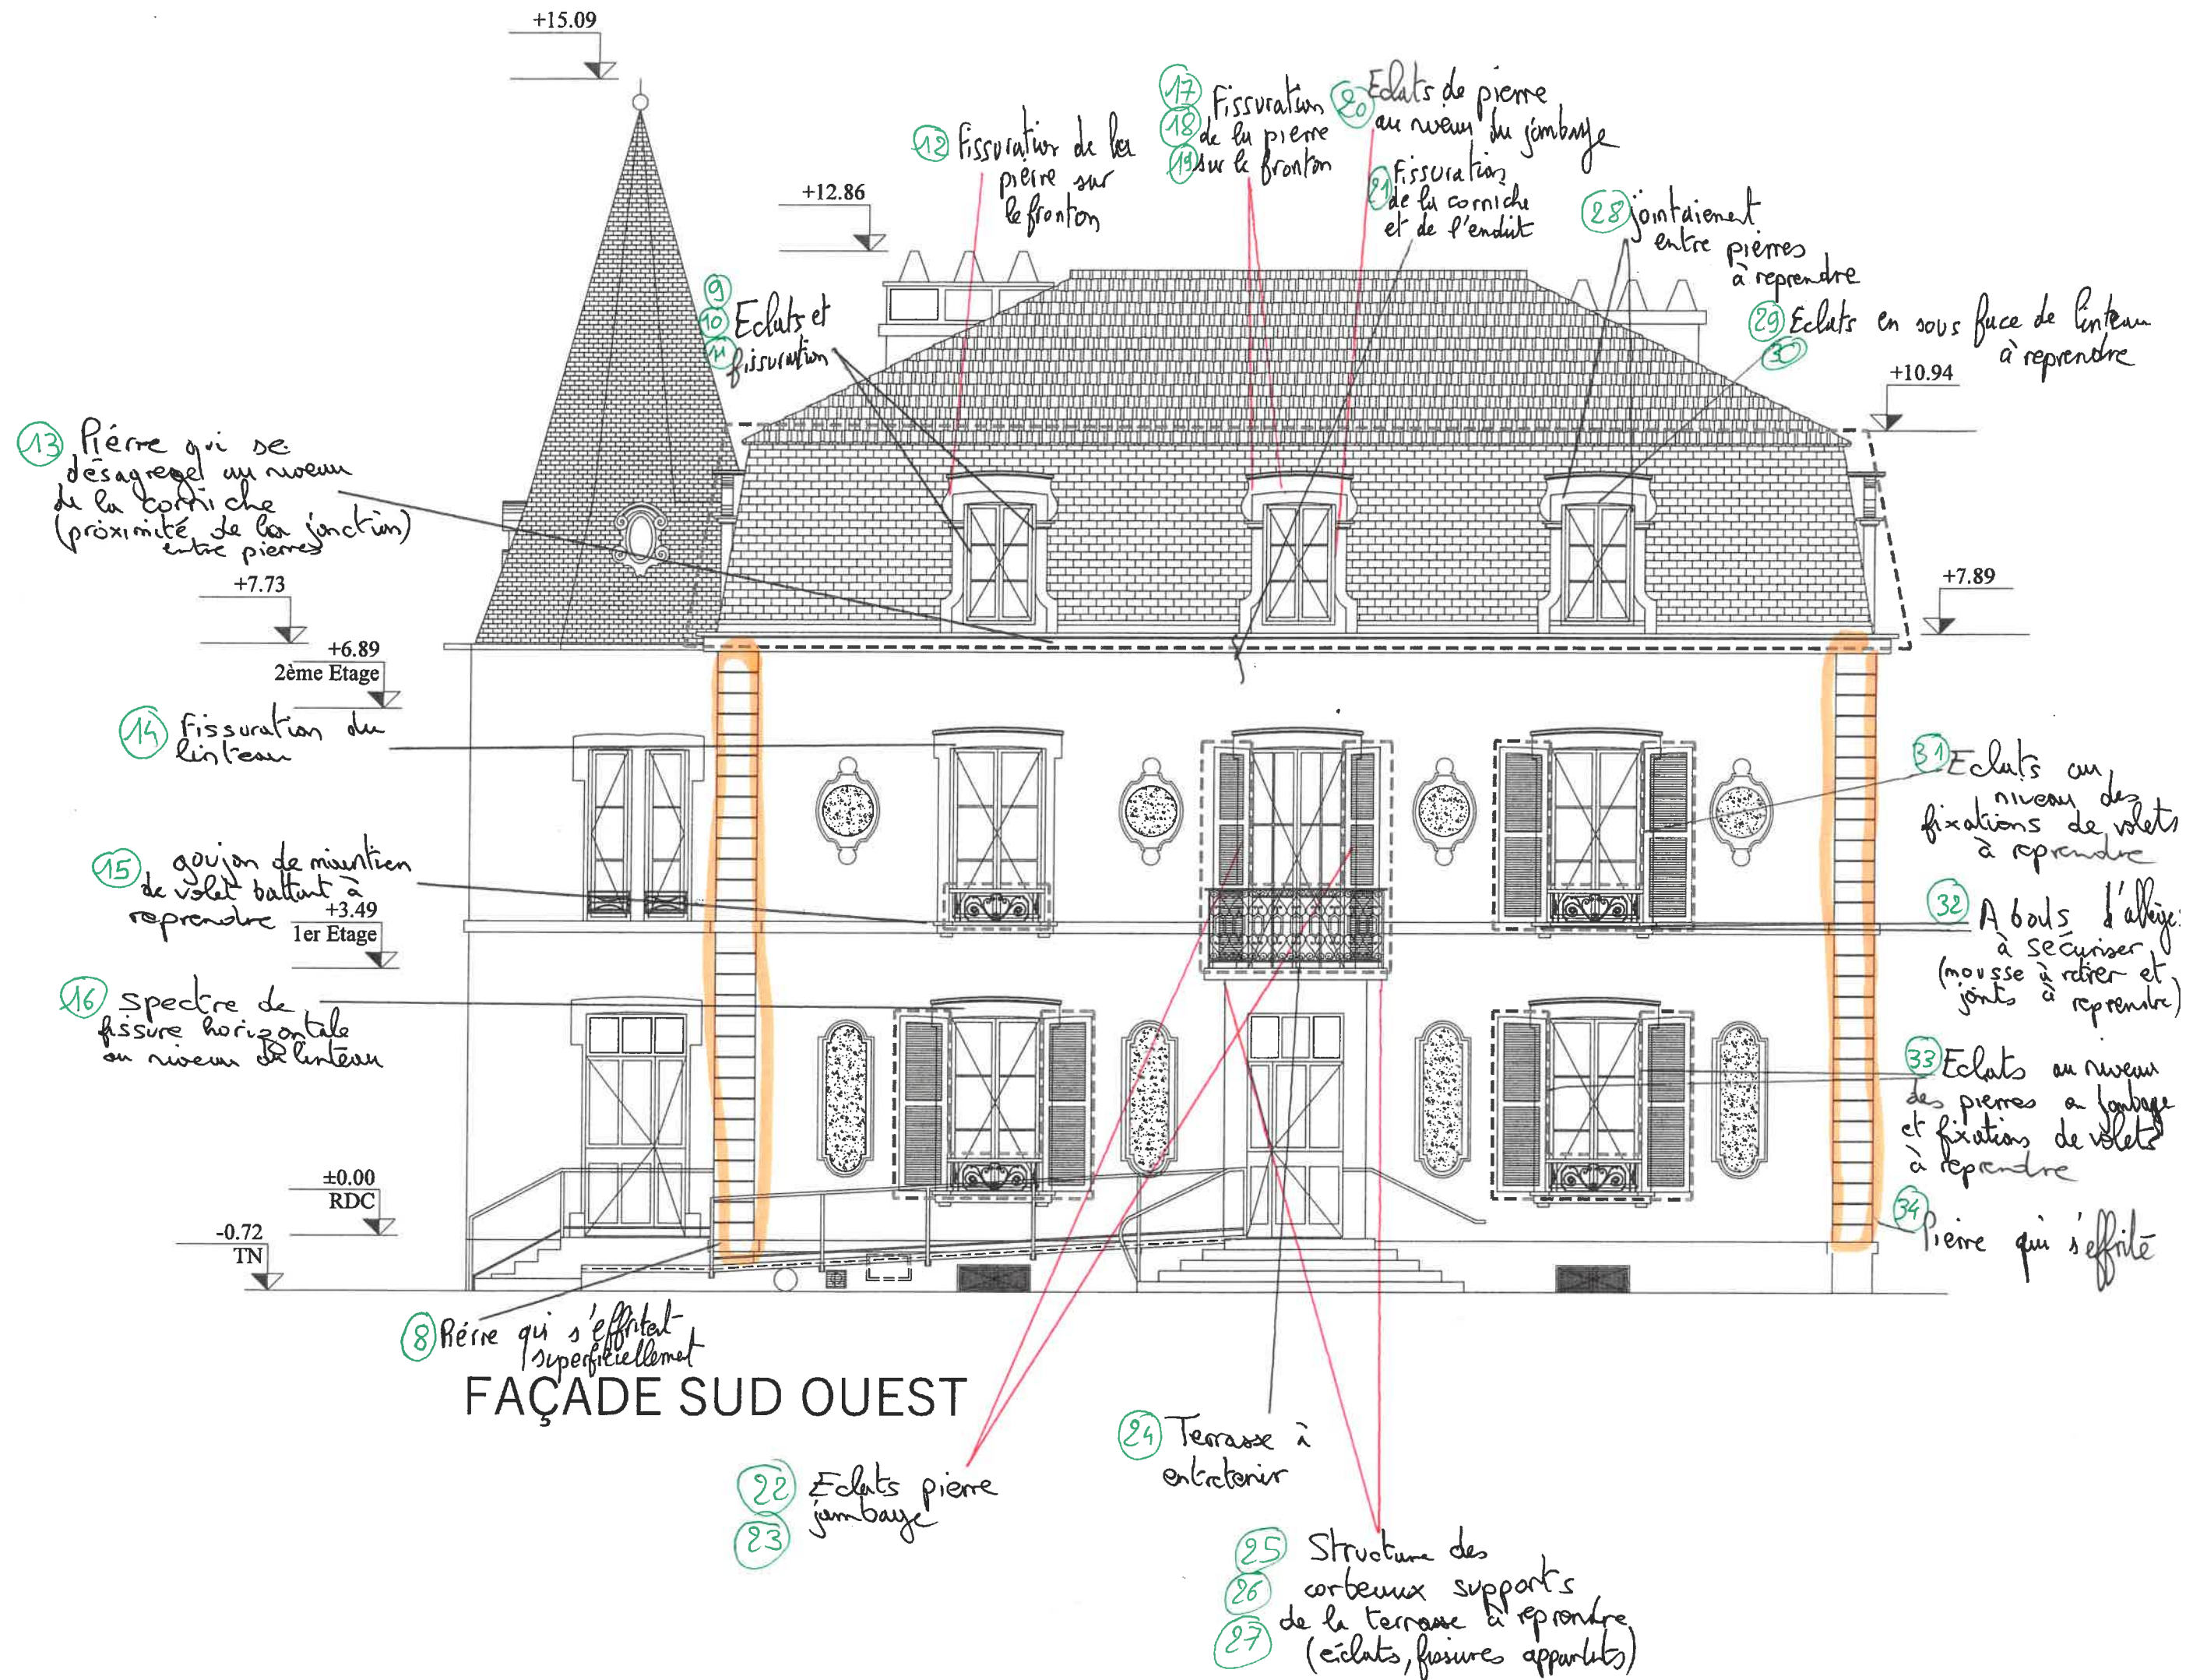 +15.09
12 Fissuration de la
pierre sur
le fronton
17 Fissuration
18 de la pierre
19 sur le fronton
20 Eclats de pierre
au niveau du jambage
21 Fissuration
de la corniche
et de l'enduit
28 jointaiement
entre pierres
à reprendre
+12.86
9
10 Eclats et
11 fissuration
29 Eclats en sous face de linteau
30 à reprendre
+10.94
13 Pierre qui se
désagregel au niveau
de la corniche
(proximité de la jonction)
entre pierres
+7.73
+7.89
+6.89
2ème Etage
14 Fissuration du
linteau
31 Eclats au
niveau des
fixations de volets
à reprendre
15 goujon de maintien
de volet battant à
reprendre
+3.49
1er Etage
32 Abouts d'allège:
à sécuriser
(mousse à retirer et
joints à reprendre)
16 Spectre de
fissure horizontale
au niveau de linteau
33 Eclats au niveau
des pierres en jambage
et fixations de volets
à reprendre
±0.00
RDC
-0.72
TN
34 Pierre qui s'effrite
8 Pierre qui s'effritent
superficiellement
FAÇADE SUD OUEST
22 Eclats pierre
23 jambage
24 Terrasse à
entretenir
25 Structure des
26 corbeaux supports
27 de la terrasse à reprendre
(éclats, fissures appartets)